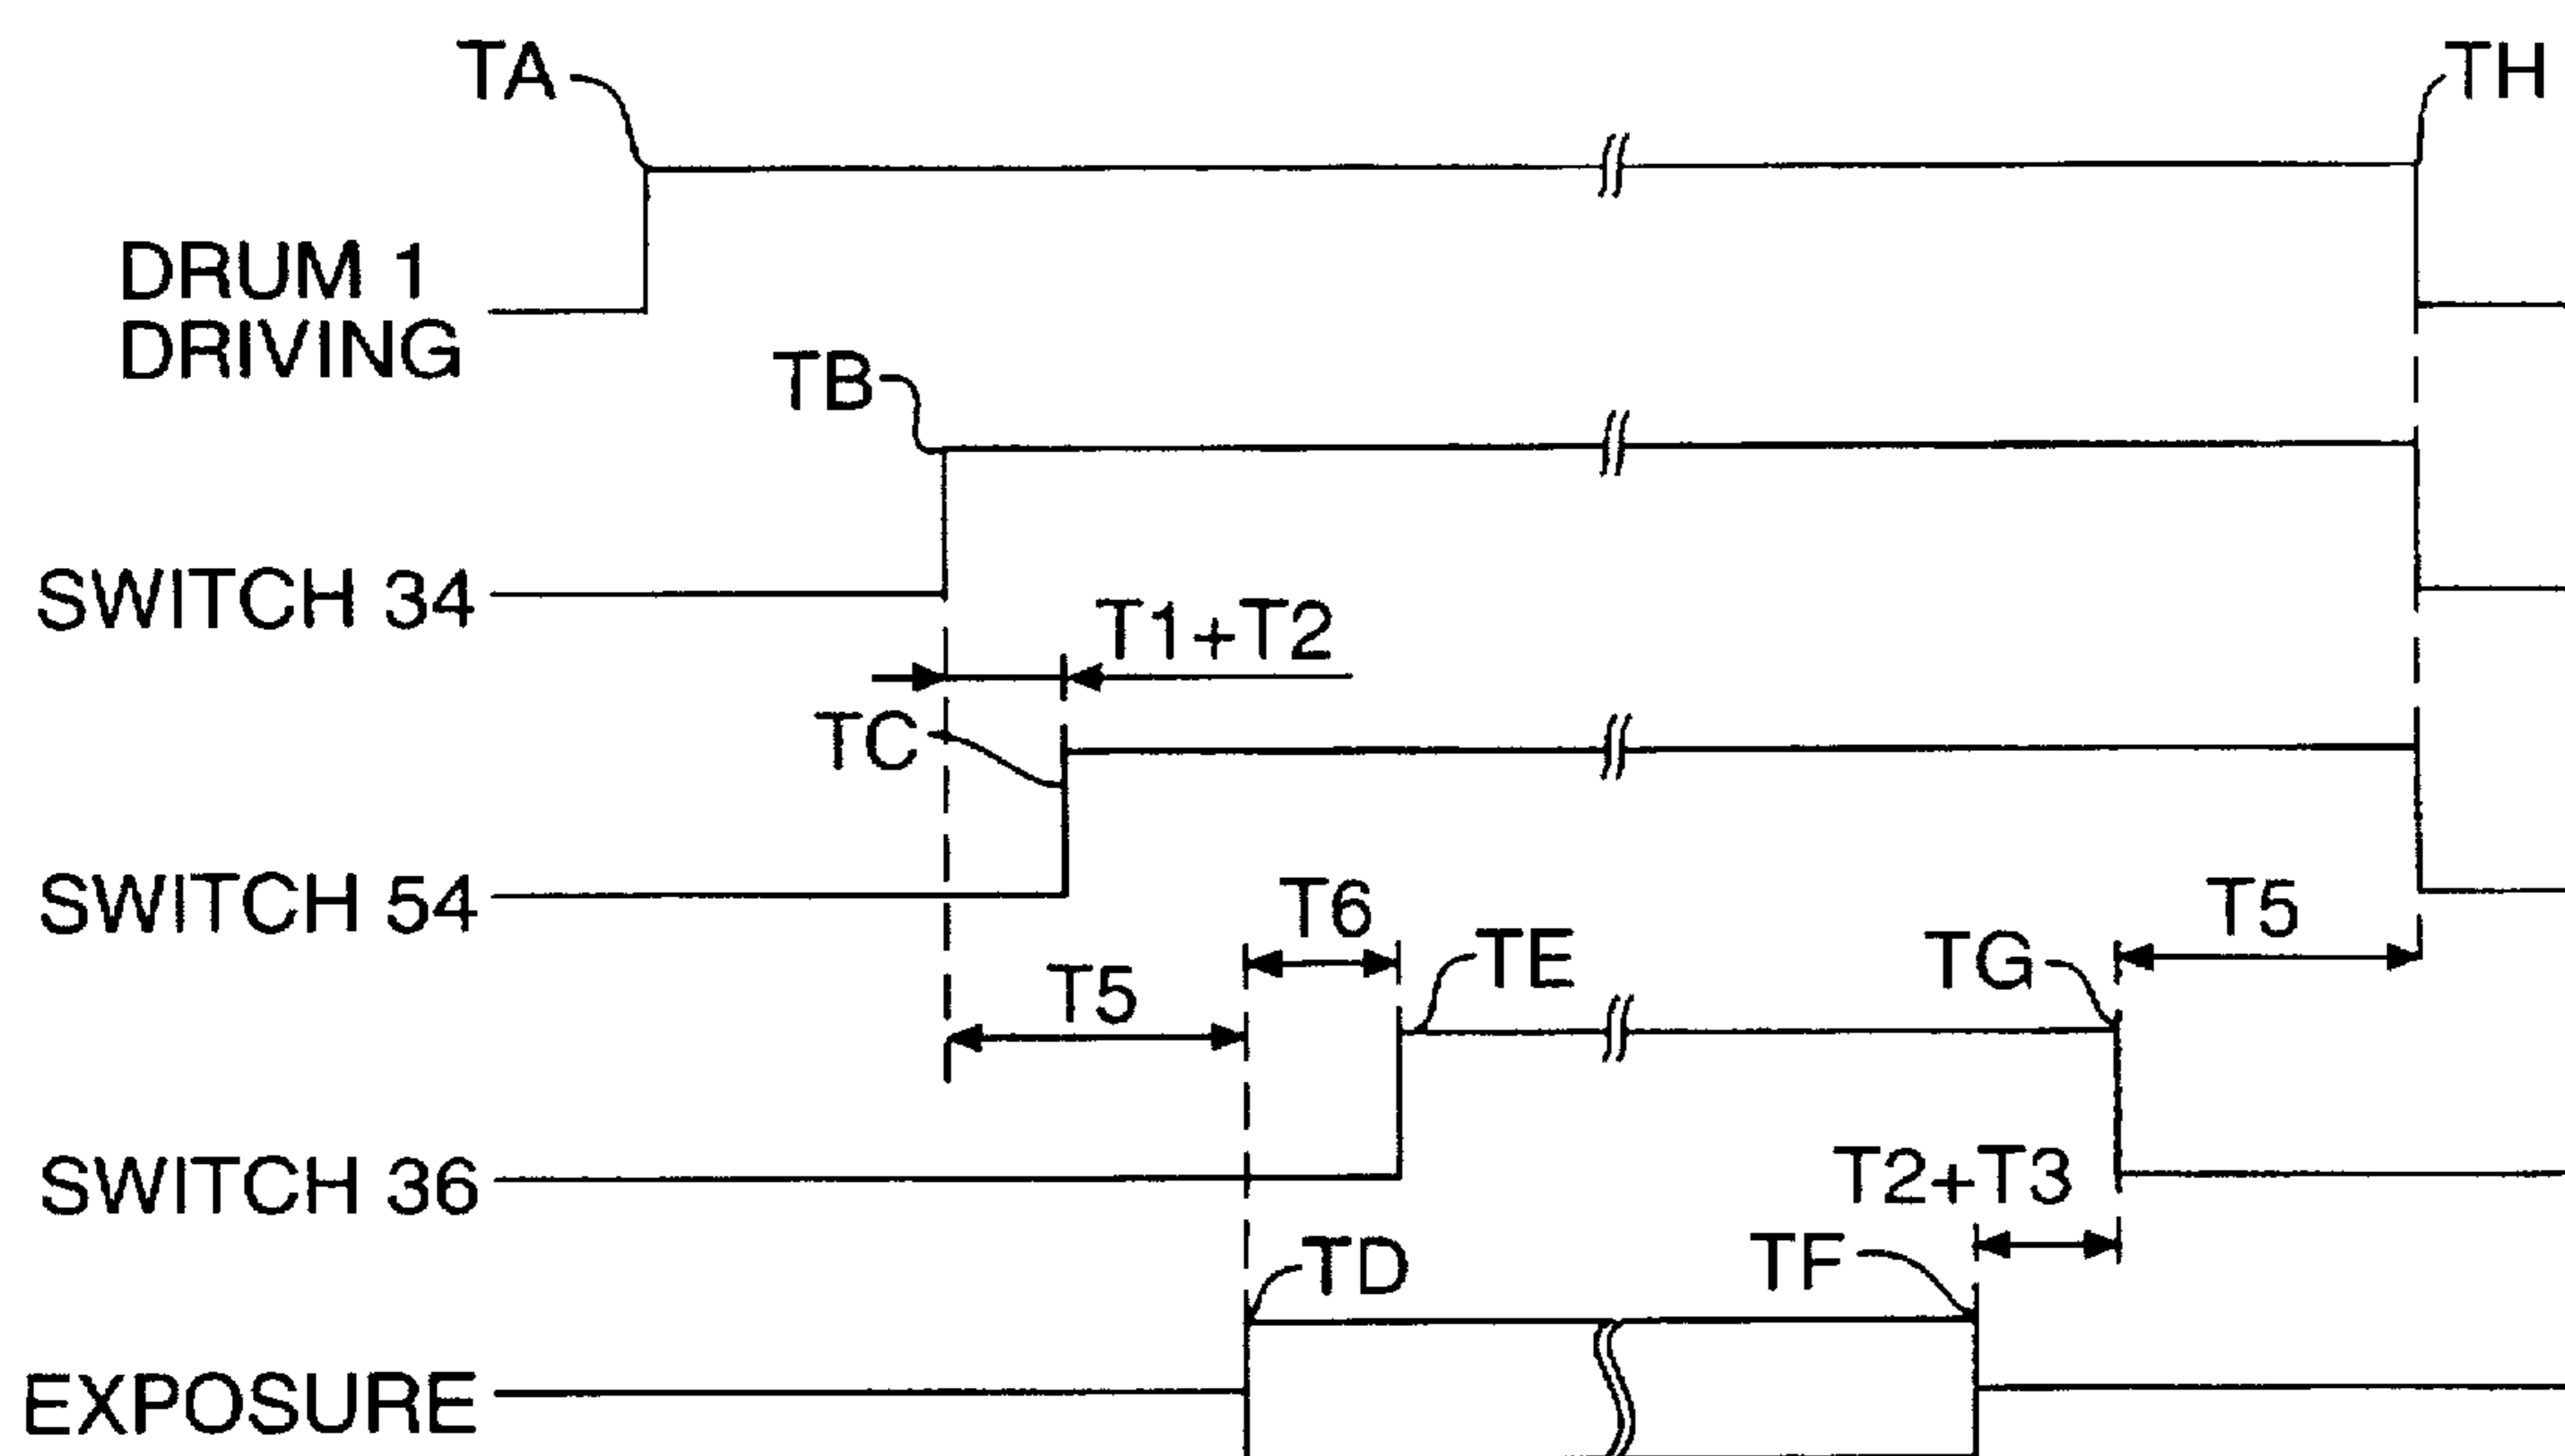 TA
TH
DRUM 1
DRIVING
TB
SWITCH 34
T1+T2
TC
SWITCH 54
T6
T5
TE
TG
T5
SWITCH 36
T2+T3
TD
TF
EXPOSURE